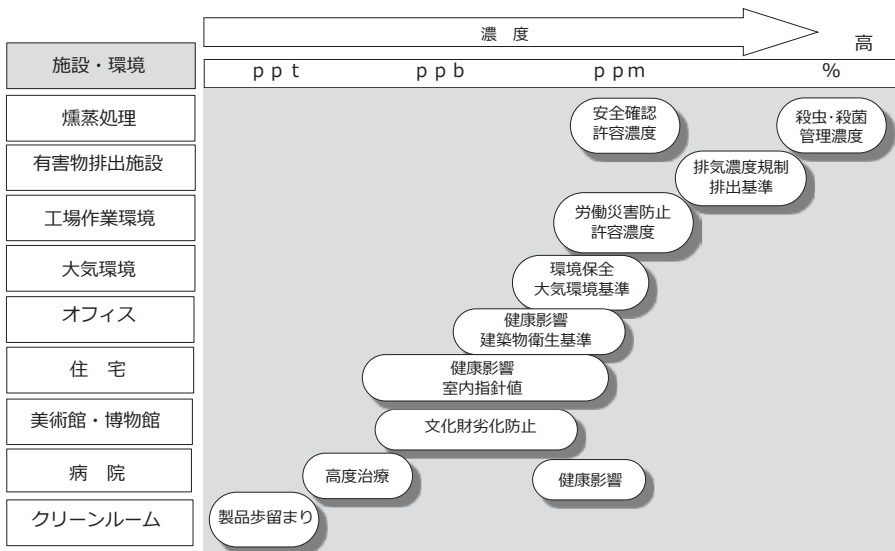 濃 度
高
施設・環境
ppt
ppb
ppm
%
燻蒸処理
安全確認
許容濃度
殺虫・殺菌
管理濃度
有害物排出施設
排気濃度規制
排出基準
工場作業環境
労働災害防止
許容濃度
大気環境
環境保全
大気環境基準
オフィス
健康影響
建築物衛生基準
住 宅
健康影響
室内指針値
美術館・博物館
文化財劣化防止
病 院
高度治療
健康影響
クリーンルーム
製品歩留まり